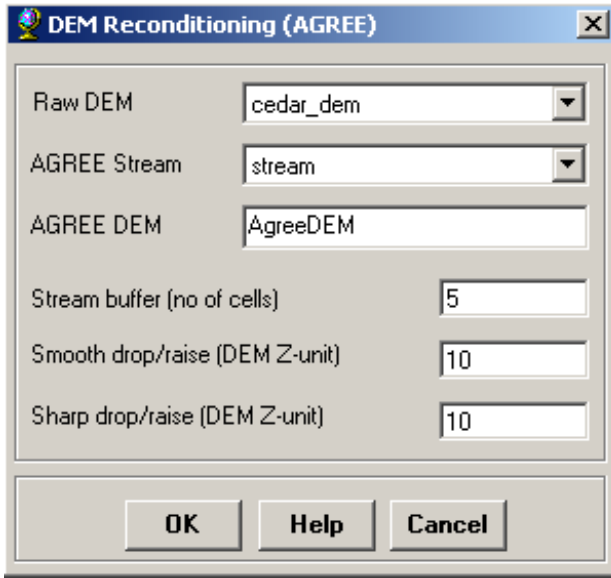 DEM Reconditioning (AGREE)
Raw DEM cedar_dem
AGREE Stream stream
AGREE DEM AgreeDEM
Stream buffer (no of cells) 5
Smooth drop/raise (DEM Z-unit) 10
Sharp drop/raise (DEM Z-unit) 10
OK Help Cancel